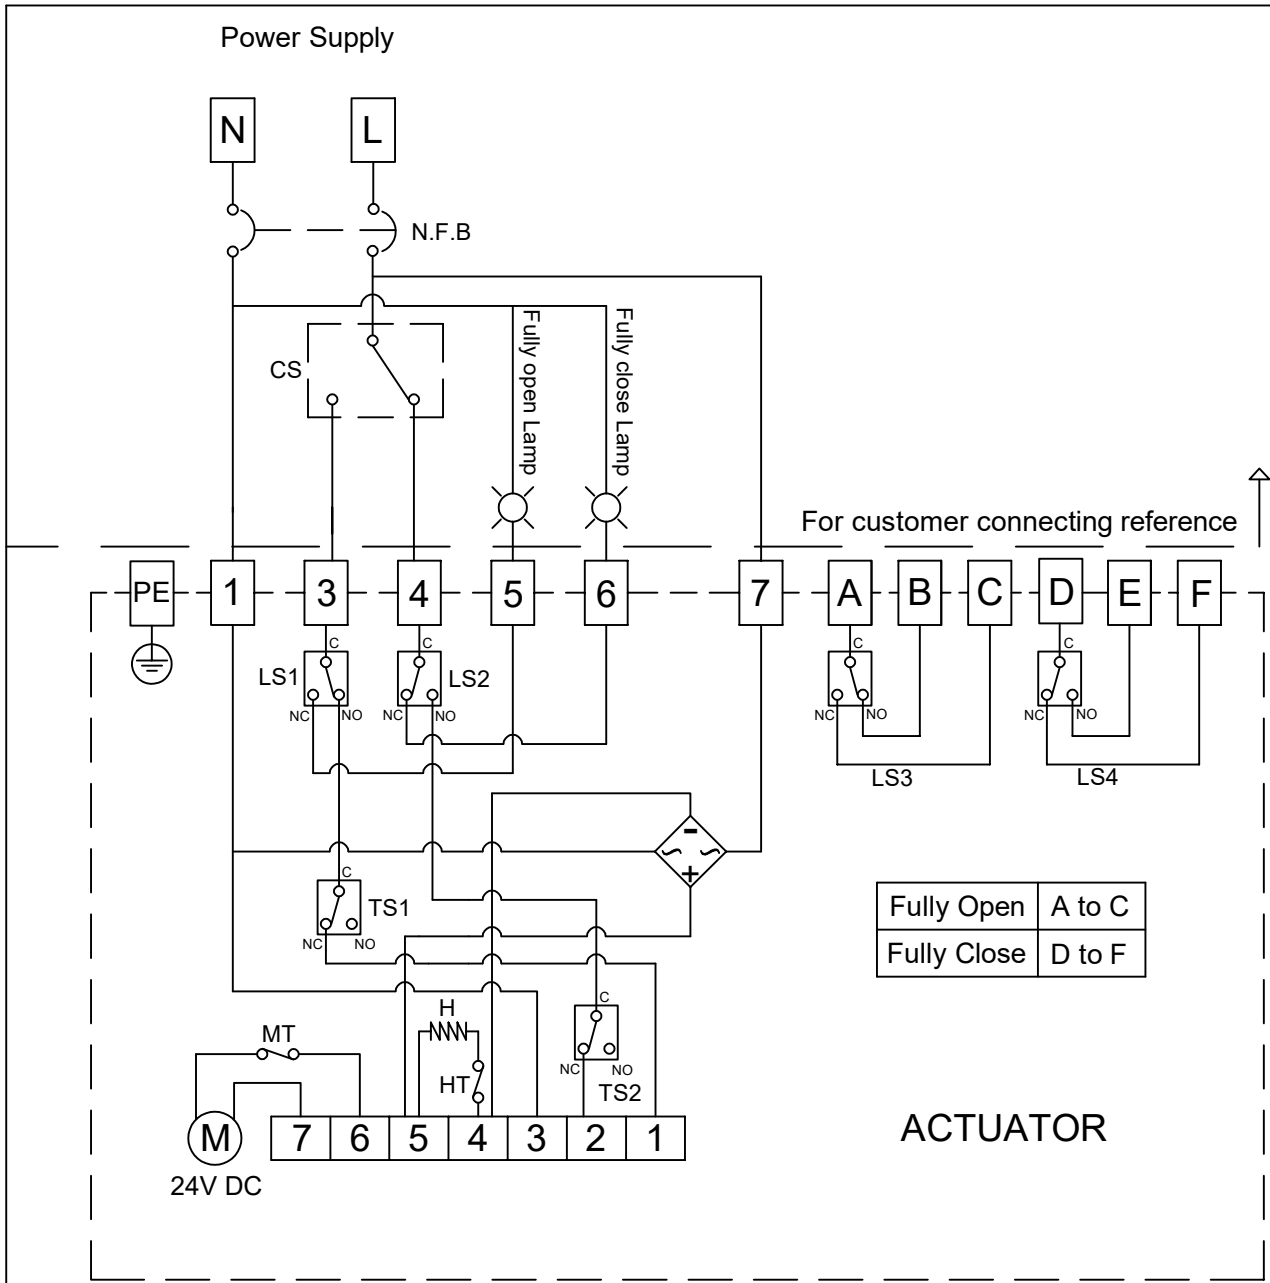 Power Supply
N L
N.F.B
CS
Fully open Lamp
Fully close Lamp
For customer connecting reference
PE 1 3 4 5 6 7 A B C D E F
C C C C
LS1 LS2
NC NO NC NO NC NO NC NO
LS3 LS4
- 
+
C
TS1
NC NO
Fully Open A to C
Fully Close D to F
C
H
MT
HT
NC NO
TS2
M 7 6 5 4 3 2 1
24V DC
ACTUATOR